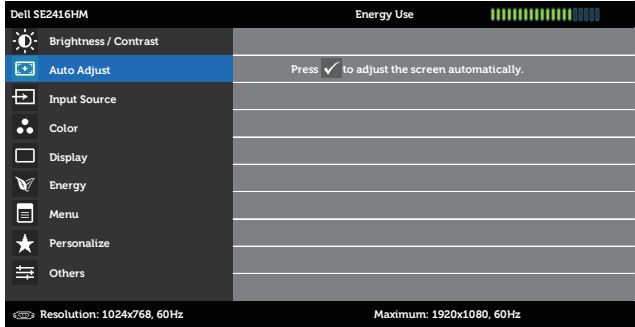 Dell SE2416HM Energy Use
Brightness / Contrast
Auto Adjust Press ✓ to adjust the screen automatically.
Input Source
Color
Display
Energy
Menu
Personalize
Others
Resolution: 1024x768, 60Hz Maximum: 1920x1080, 60Hz